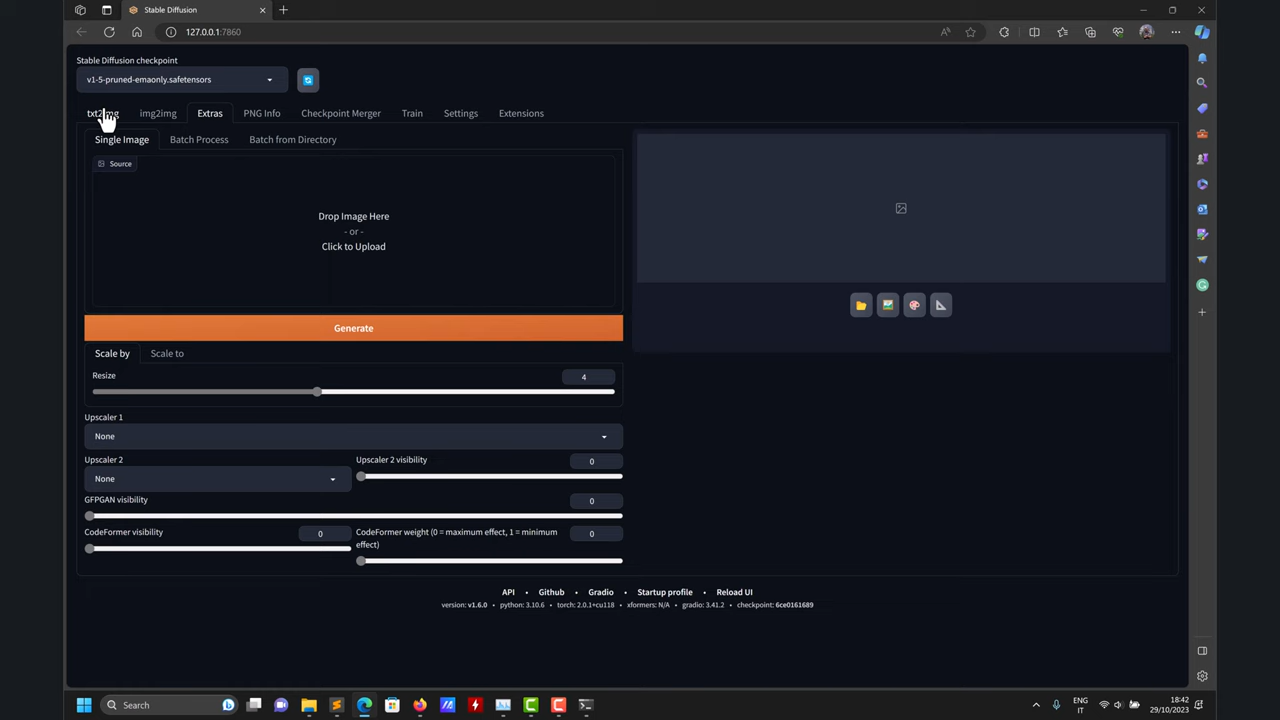 Stable Diffusion
127.0.0.1:7860
Stable Diffusion checkpoint
v1-5-pruned-emaonly.safetensors
txt2img img2img Extras PNG Info Checkpoint Merger Train Settings Extensions
Single Image Batch Process Batch from Directory
Source
Drop Image Here
- or -
Click to Upload
Generate
Scale by Scale to
Resize 4
Upscaler 1
None
Upscaler 2 Upscaler 2 visibility 0
None
GFPGAN visibility 0
CodeFormer visibility 0 CodeFormer weight (0 = maximum effect, 1 = minimum 0
effect)
API • Github • Gradio • Startup profile • Reload UI
version: v1.6.0 • python: 3.10.6 • torch: 2.0.1+cu118 • xformers: N/A • gradio: 3.41.2 • checkpoint: 6ce0161689
Search
ENG
IT
18:42
29/10/2023